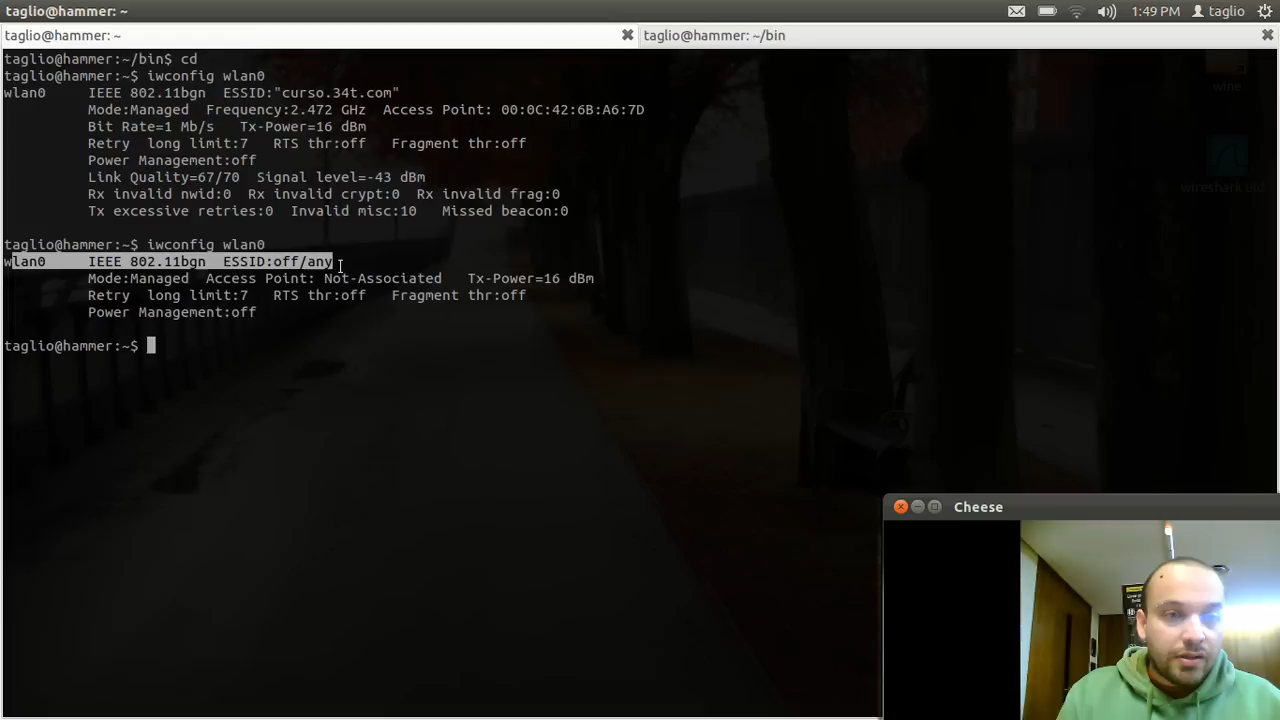 taglio@hammer: ~
1:49 PM
taglio
taglio@hammer: ~
taglio@hammer: ~/bin
taglio@hammer:~/bin$ cd
taglio@hammer:~$ iwconfig wlan0
wlan0     IEEE 802.11bgn  ESSID:"curso.34t.com"
Mode:Managed  Frequency:2.472 GHz  Access Point: 00:0C:42:6B:A6:7D
Bit Rate=1 Mb/s   Tx-Power=16 dBm
Retry  long limit:7   RTS thr:off   Fragment thr:off
Power Management:off
Link Quality=67/70  Signal level=-43 dBm
Rx invalid nwid:0  Rx invalid crypt:0  Rx invalid frag:0
Tx excessive retries:0  Invalid misc:10   Missed beacon:0
taglio@hammer:~$ iwconfig wlan0
wlan0     IEEE 802.11bgn  ESSID:off/any
Mode:Managed  Access Point: Not-Associated   Tx-Power=16 dBm
Retry  long limit:7   RTS thr:off   Fragment thr:off
Power Management:off
taglio@hammer:~$
wine
wireshark uid
Cheese